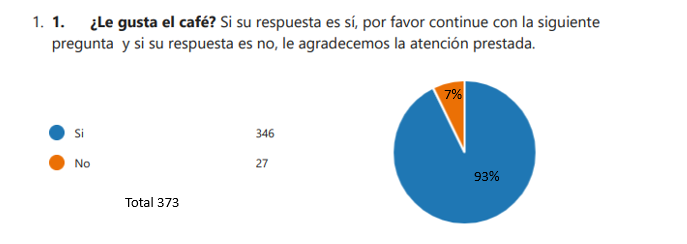 1. 1. ¿Le gusta el café? Si su respuesta es sí, por favor continue con la siguiente
pregunta y si su respuesta es no, le agradecemos la atención prestada.
7%
Si 346
No 27
93%
Total 373